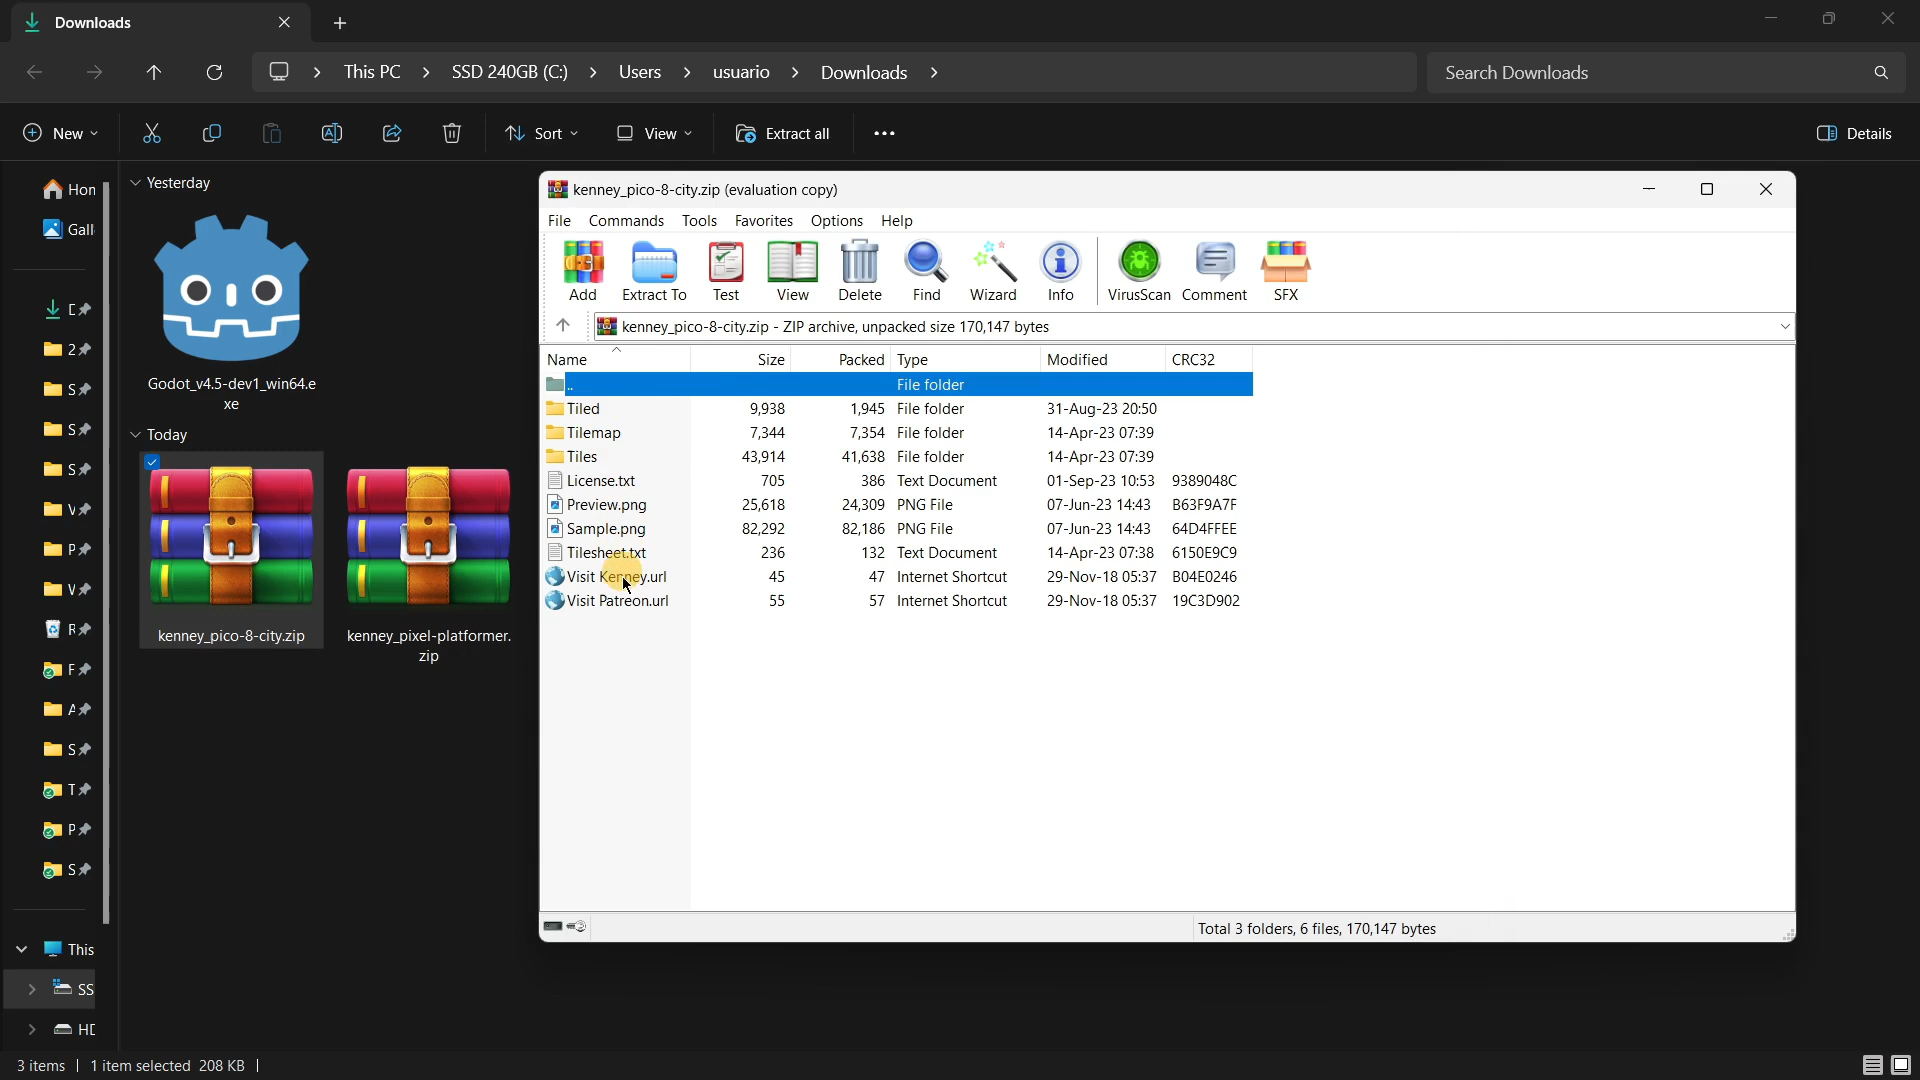 Downloads
This PC
SSD 240GB (C:)
Users
usuario
Downloads
Search Downloads
New
Sort
View
Extract all
Details
Hom
Gall
D
2
S
S
S
V
P
V
R
F
A
S
T
P
S
This
SS
HD
Yesterday
Godot_v4.5-dev1_win64.e
xe
Today
kenney_pico-8-city.zip
kenney_pixel-platformer.
zip
kenney_pico-8-city.zip (evaluation copy)
File Commands Tools Favorites Options Help
Add Extract To Test View Delete Find Wizard Info VirusScan Comment SFX
kenney_pico-8-city.zip - ZIP archive, unpacked size 170,147 bytes
Name Size Packed Type Modified CRC32
.. File folder
Tiled 9,938 1,945 File folder 31-Aug-23 20:50
Tilemap 7,344 7,354 File folder 14-Apr-23 07:39
Tiles 43,914 41,638 File folder 14-Apr-23 07:39
License.txt 705 386 Text Document 01-Sep-23 10:53 9389048C
Preview.png 25,618 24,309 PNG File 07-Jun-23 14:43 B63F9A7F
Sample.png 82,292 82,186 PNG File 07-Jun-23 14:43 64D4FFEE
Tilesheet.txt 236 132 Text Document 14-Apr-23 07:38 6150E9C9
Visit Kenney.url 45 47 Internet Shortcut 29-Nov-18 05:37 B04E0246
Visit Patreon.url 55 57 Internet Shortcut 29-Nov-18 05:37 19C3D902
Total 3 folders, 6 files, 170,147 bytes
3 items
1 item selected 208 KB